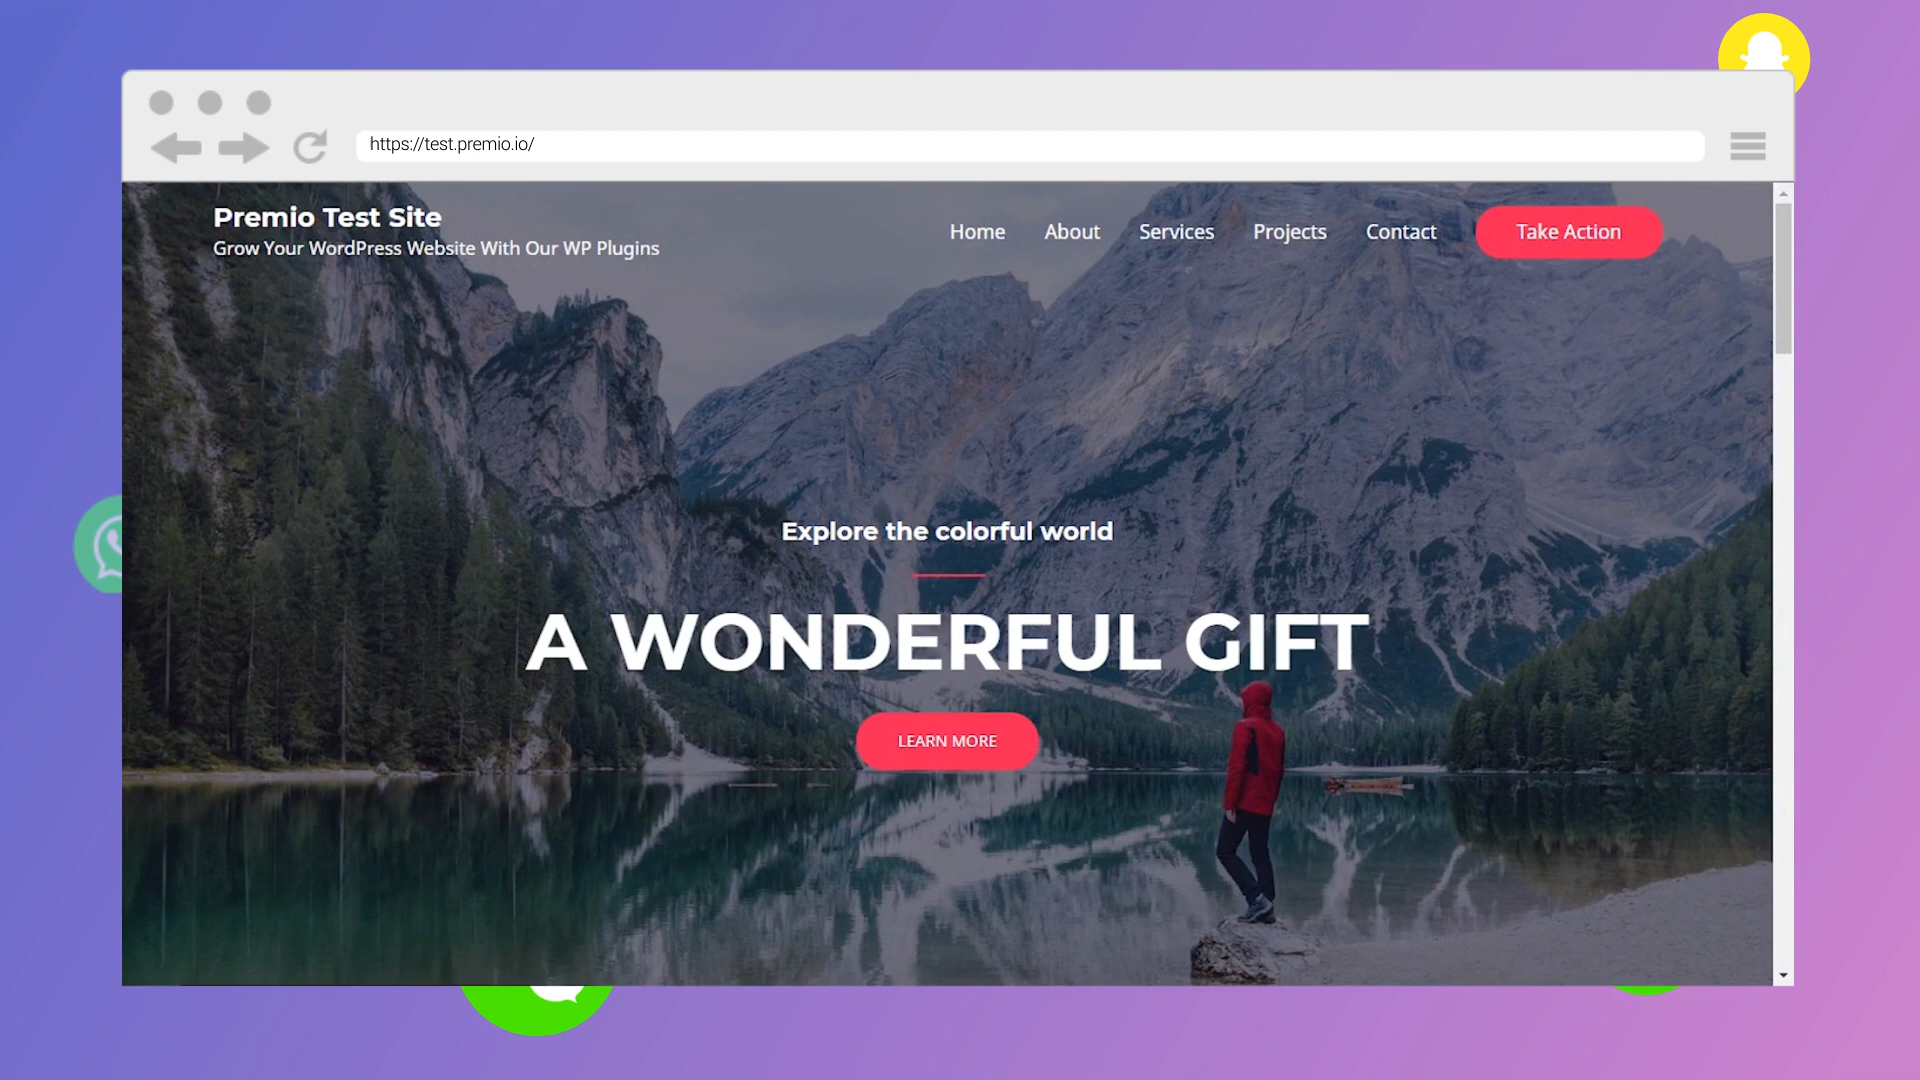 https://test.premio.io/
Premio Test Site
Grow Your WordPress Website With Our WP Plugins
Home About Services Projects Contact Take Action
Explore the colorful world
A WONDERFUL GIFT
LEARN MORE